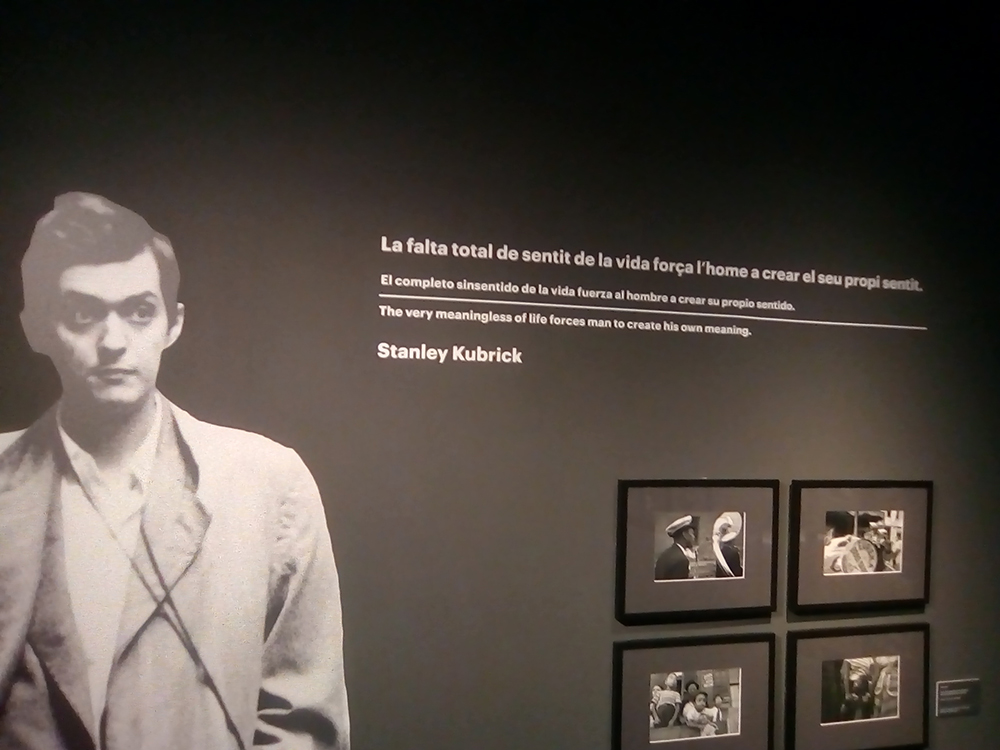 La falta total de sentit de la vida força l'home a crear el seu propi sentit.
El completo sinsentido de la vida fuerza al hombre a crear su propio sentido.
The very meaningless of life forces man to create his own meaning.
Stanley Kubrick